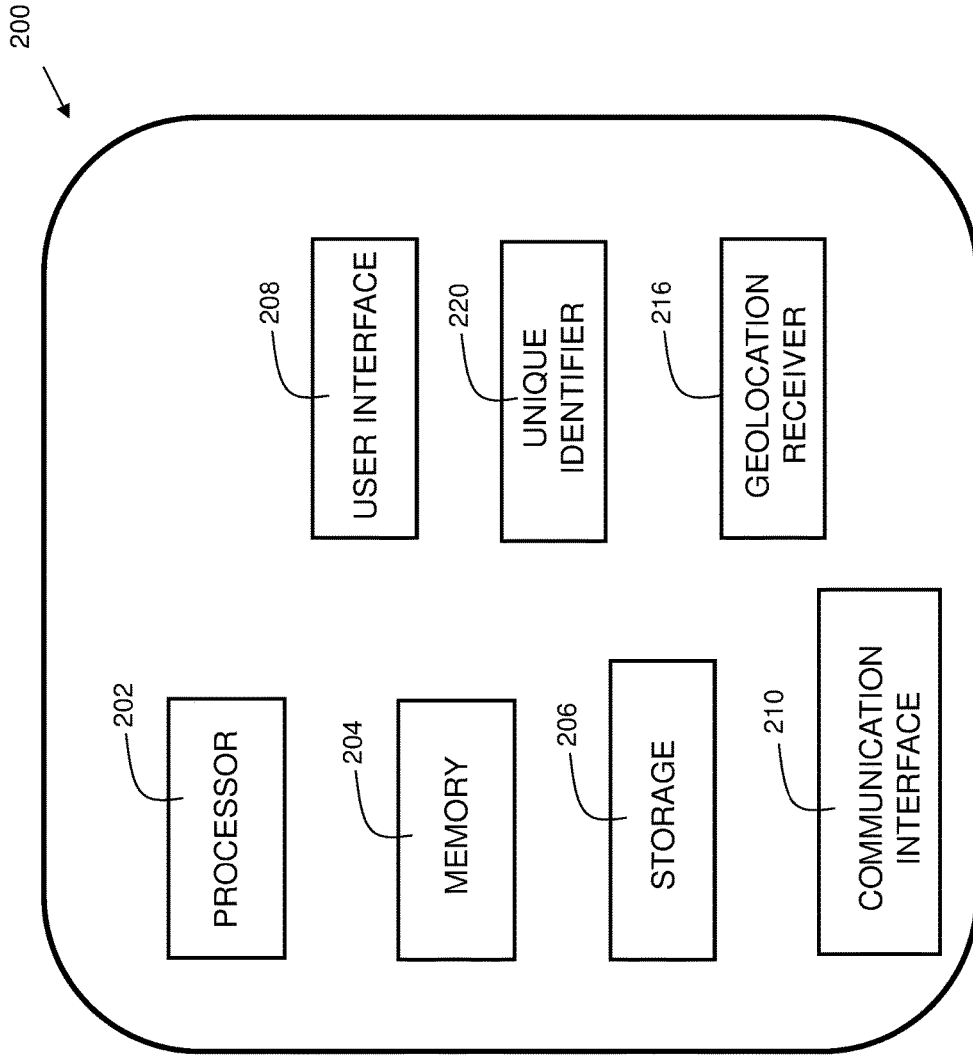 200
202
PROCESSOR
204
MEMORY
206
STORAGE
210
COMMUNICATION
INTERFACE
208
USER INTERFACE
220
UNIQUE
IDENTIFIER
216
GEOLOCATION
RECEIVER